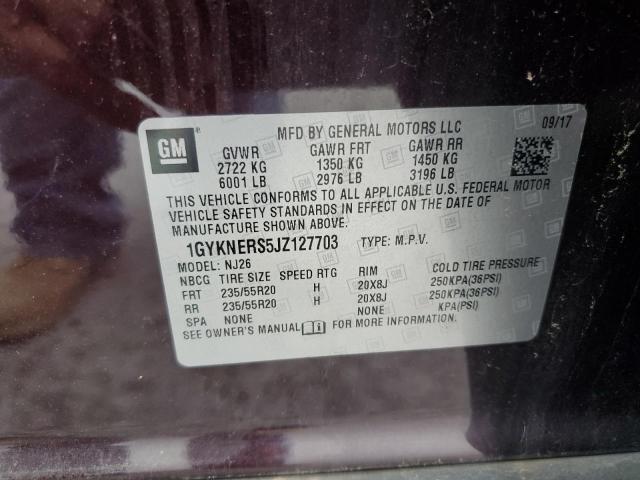 MFD BY GENERAL MOTORS LLC 09/17
GM
GVWR GAWR FRT GAWR RR
2722 KG 1350 KG 1450 KG
6001 LB 2976 LB 3196 LB
THIS VEHICLE CONFORMS TO ALL APPLICABLE U.S. FEDERAL MOTOR
VEHICLE SAFETY STANDARDS IN EFFECT ON THE DATE OF
MANUFACTURE SHOWN ABOVE.
1GYKNERS5JZ127703 TYPE: M.P.V.
MODEL: NJ26
NBCG TIRE SIZE SPEED RTG RIM COLD TIRE PRESSURE
FRT 235/55R20 H 20X8J 250KPA(36PSI)
RR 235/55R20 H 20X8J 250KPA(36PSI)
SPA NONE NONE KPA(PSI)
SEE OWNER'S MANUAL FOR MORE INFORMATION.